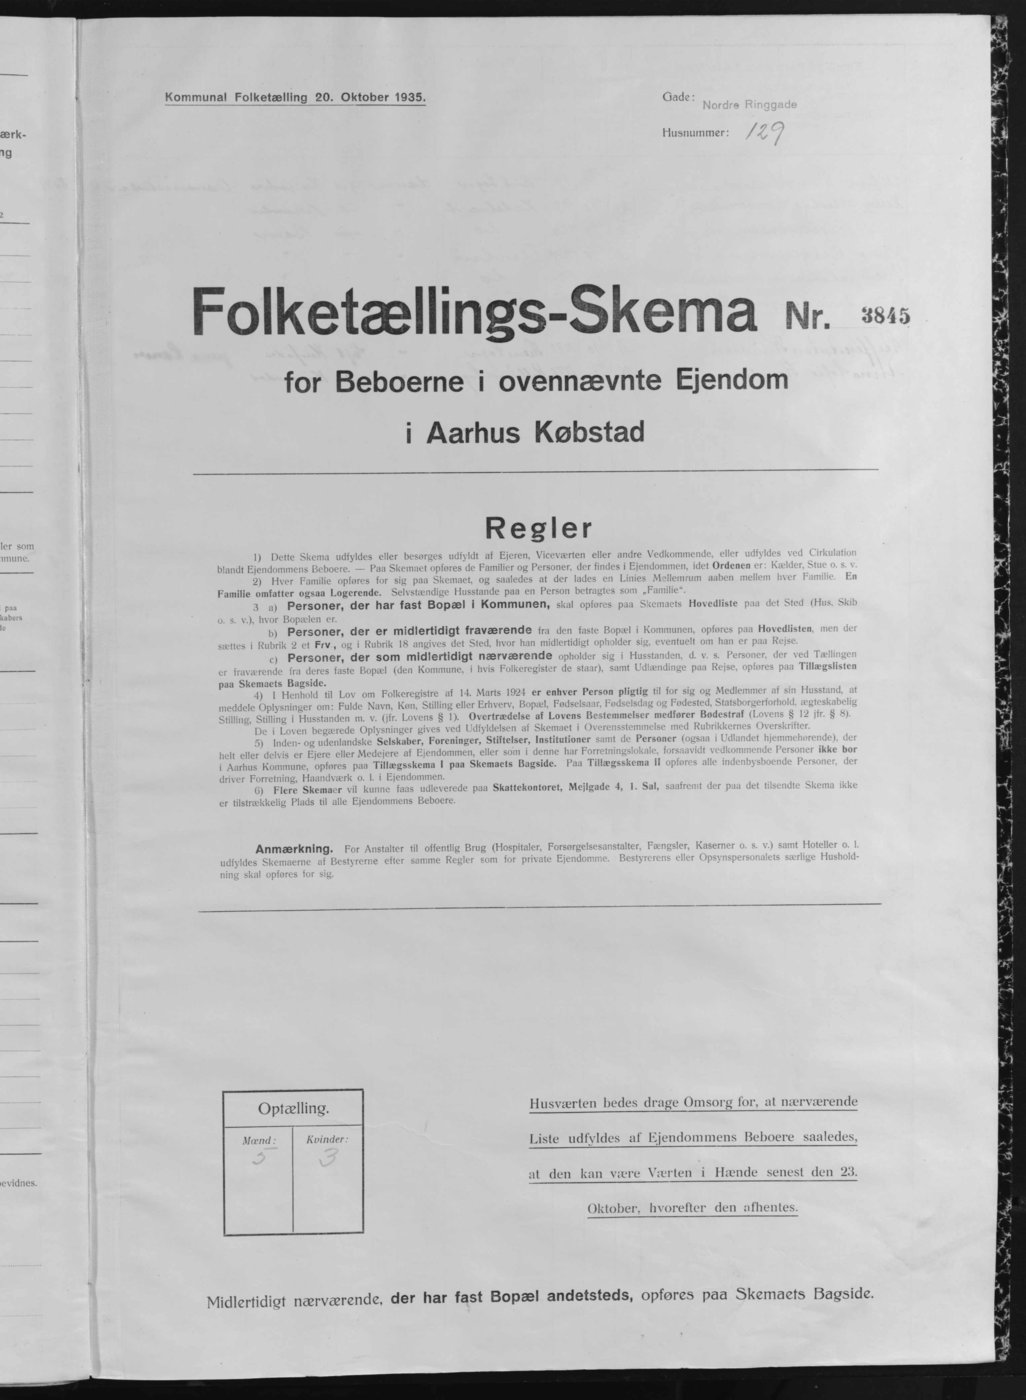 ærk-
ng
2
ler som
mmune.
paa
kabers
de
bevidnes.
Kommunal Folketælling 20. Oktober 1935.
Gade: Nordre Ringgade
Husnummer: 129
Folketællings-Skema Nr. 3845
for Beboerne i ovennævnte Ejendom
i Aarhus Købstad
Regler
1) Dette Skema udfyldes eller besørges udfyldt af Ejeren, Viceværten eller andre Vedkommende, eller udfyldes ved Cirkulation
blandt Ejendommens Beboere. — Paa Skemaet opføres de Familier og Personer, der findes i Ejendommen, idet Ordenen er: Kælder, Stue o. s. v.
2) Hver Familie opføres for sig paa Skemaet, og saaledes at der lades en Linies Mellemrum aaben mellem hver Familie. En
Familie omfatter ogsaa Logerende. Selvstændige Husstande paa en Person betragtes som „Familie“.
3 a) Personer, der har fast Bopæl i Kommunen, skal opføres paa Skemaets Hovedliste paa det Sted (Hus, Skib
o. s. v.), hvor Bopælen er.
b) Personer, der er midlertidigt fraværende fra den faste Bopæl i Kommunen, opføres paa Hovedlisten, men der
sættes i Rubrik 2 et Frv., og i Rubrik 18 angives det Sted, hvor han midlertidigt opholder sig, eventuelt om han er paa Rejse.
c) Personer, der som midlertidigt nærværende opholder sig i Husstanden, d. v. s. Personer, der ved Tællingen
er fraværende fra deres faste Bopæl (den Kommune, i hvis Folkeregister de staar), samt Udlændinge paa Rejse, opføres paa Tillægslisten
paa Skemaets Bagside.
4) I Henhold til Lov om Folkeregistre af 14. Marts 1924 er enhver Person pligtig til for sig og Medlemmer af sin Husstand, at
meddele Oplysninger om: Fulde Navn, Køn, Stilling eller Erhverv, Bopæl, Fødselsaar, Fødselsdag og Fødested, Statsborgerforhold, ægteskabelig
Stilling, Stilling i Husstanden m. v. (jfr. Lovens § 1). Overtrædelse af Lovens Bestemmelser medfører Bødestraf (Lovens § 12 jfr. § 8).
De i Loven begærede Oplysninger gives ved Udfyldelsen af Skemaet i Overensstemmelse med Rubrikkernes Overskrifter.
5) Inden- og udenlandske Selskaber, Foreninger, Stiftelser, Institutioner samt de Personer (ogsaa i Udlandet hjemmehørende), der
helt eller delvis er Ejere eller Medejere af Ejendommen, eller som i denne har Forretningslokale, forsaavidt vedkommende Personer ikke bor
i Aarhus Kommune, opføres paa Tillægsskema I paa Skemaets Bagside. Paa Tillægsskema II opføres alle indenbysboende Personer, der
driver Forretning, Haandværk o. l. i Ejendommen.
6) Flere Skemaer vil kunne faas udleverede paa Skattekontoret, Mejlgade 4, 1. Sal, saafremt der paa det tilsendte Skema ikke
er tilstrækkelig Plads til alle Ejendommens Beboere.
Anmærkning. For Anstalter til offentlig Brug (Hospitaler, Forsørgelsesanstalter, Fængsler, Kaserner o. s. v.) samt Hoteller o. l.
udfyldes Skemaerne af Bestyrerne efter samme Regler som for private Ejendomme. Bestyrerens eller Opsynspersonalets særlige Hushold-
ning skal opføres for sig.
Optælling.
Mænd: Kvinder:
5 3
Husværten bedes drage Omsorg for, at nærværende
Liste udfyldes af Ejendommens Beboere saaledes,
at den kan være Værten i Hænde senest den 23.
Oktober, hvorefter den afhentes.
Midlertidigt nærværende, der har fast Bopæl andetsteds, opføres paa Skemaets Bagside.